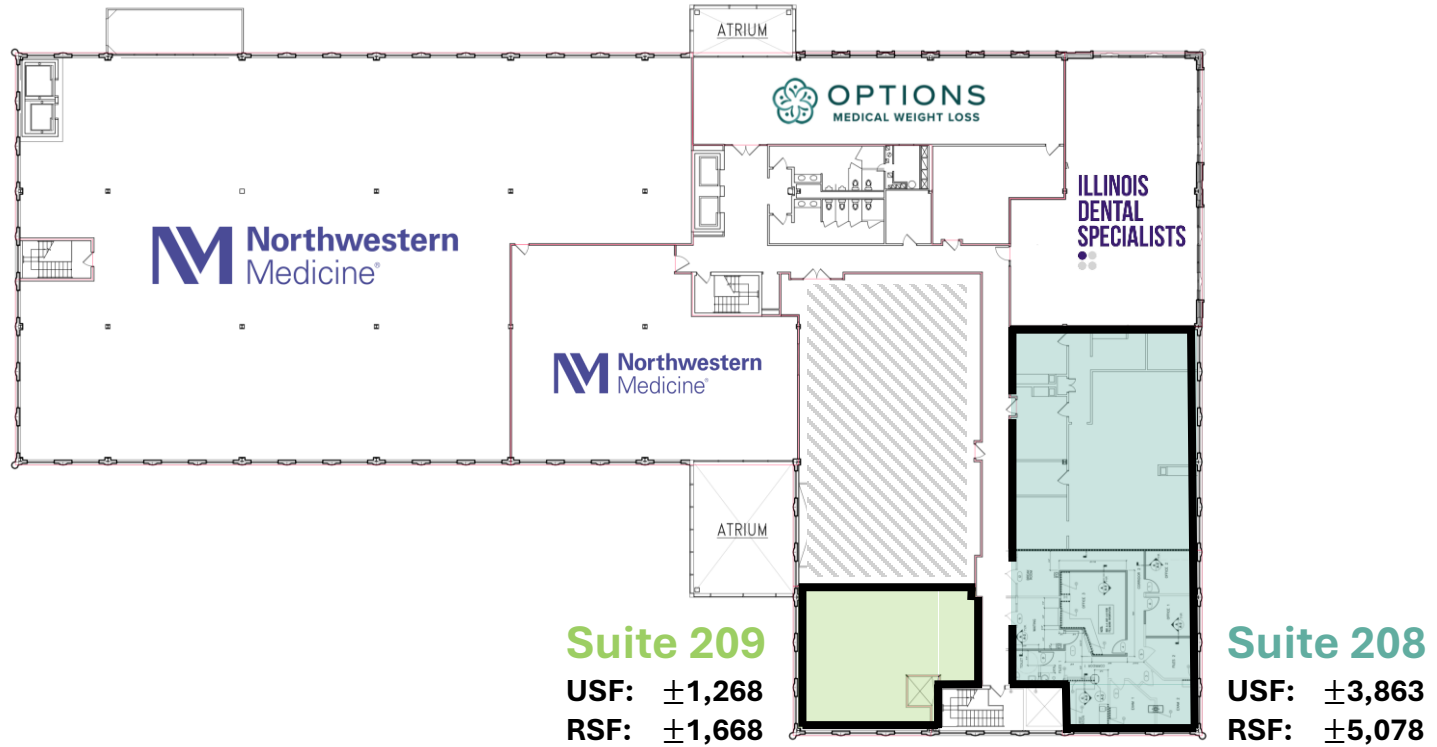 ATRIUM
OPTIONS
MEDICAL WEIGHT LOSS
ILLINOIS
DENTAL
SPECIALISTS
Northwestern
Medicine®
Northwestern
Medicine®
ATRIUM
Suite 209
USF: ±1,268
RSF: ±1,668
Suite 208
USF: ±3,863
RSF: ±5,078